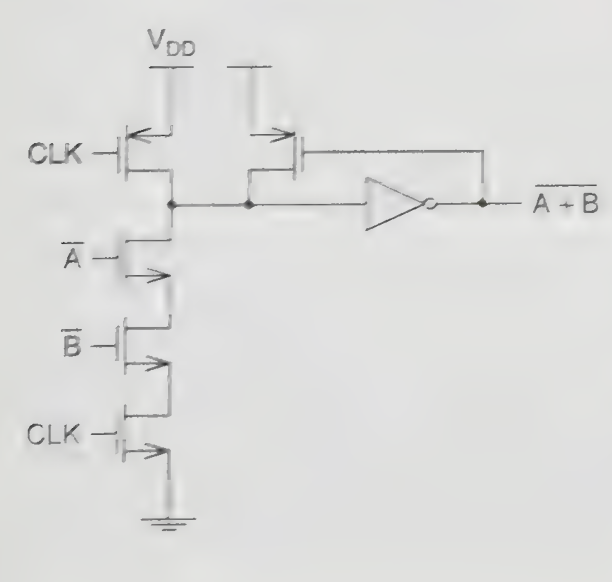 V_DD
CLK
A̅
B̅
CLK
A̅ ̅+̅ ̅B̅